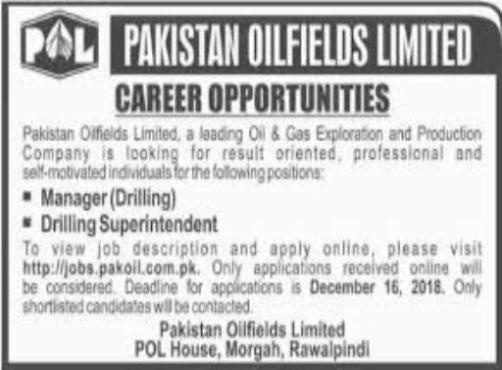 POL PAKISTAN OILFIELDS LIMITED
CAREER OPPORTUNITIES
Pakistan Oilfields Limited, a leading Oil & Gas Exploration and Production
Company is looking for result oriented, professional and
self-motivated individuals for the following positions:
▪ Manager (Drilling)
▪ Drilling Superintendent
To view job description and apply online, please visit
http://jobs.pakoil.com.pk. Only applications received online will
be considered. Deadline for applications is December 16, 2018. Only
shortlisted candidates will be contacted.
Pakistan Oilfields Limited
POL House, Morgah, Rawalpindi